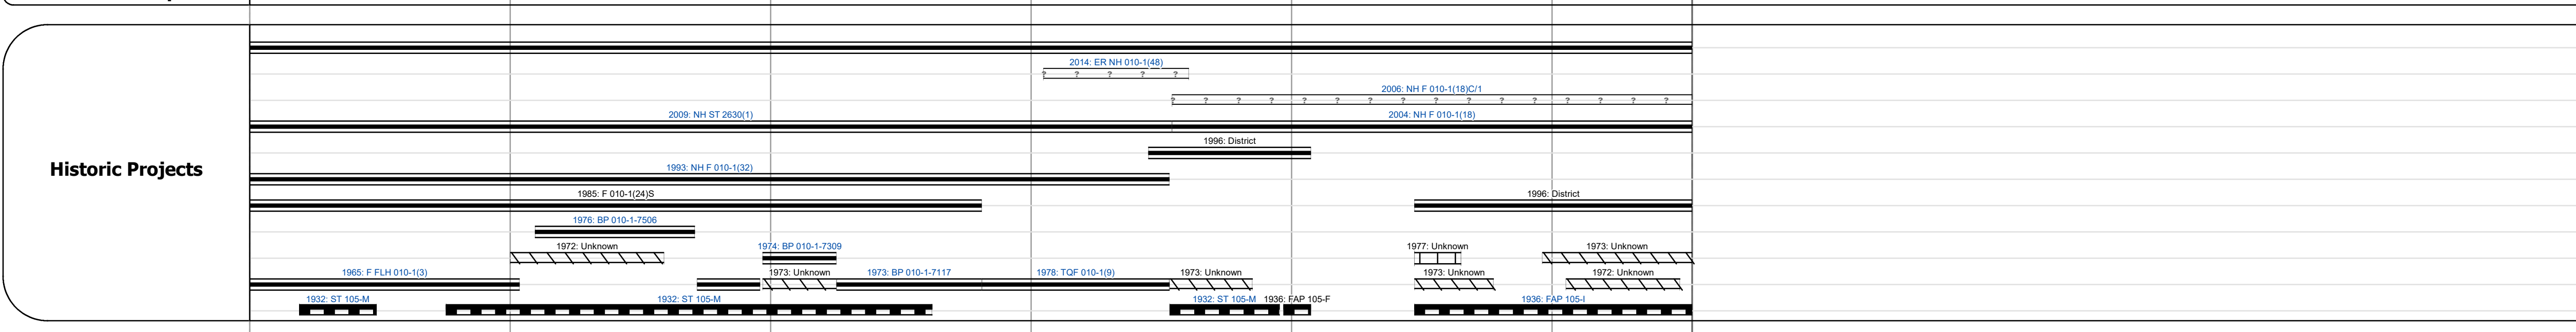 2014: ER NH 010-1(48)
2006: NH F 010-1(18)C/1
2009: NH ST 2630(1) 2004: NH F 010-1(18)
1996: District
Historic Projects
1993: NH F 010-1(32)
1985: F 010-1(24)S 1996: District
1976: BP 010-1-7506
1972: Unknown 1974: BP 010-1-7309 1977: Unknown 1973: Unknown
1965: F FLH 010-1(3) 1973: Unknown 1973: BP 010-1-7117 1978: TQF 010-1(9) 1973: Unknown 1973: Unknown 1972: Unknown
1932: ST 105-M 1932: ST 105-M 1932: ST 105-M 1936: FAP 105-F 1936: FAP 105-I